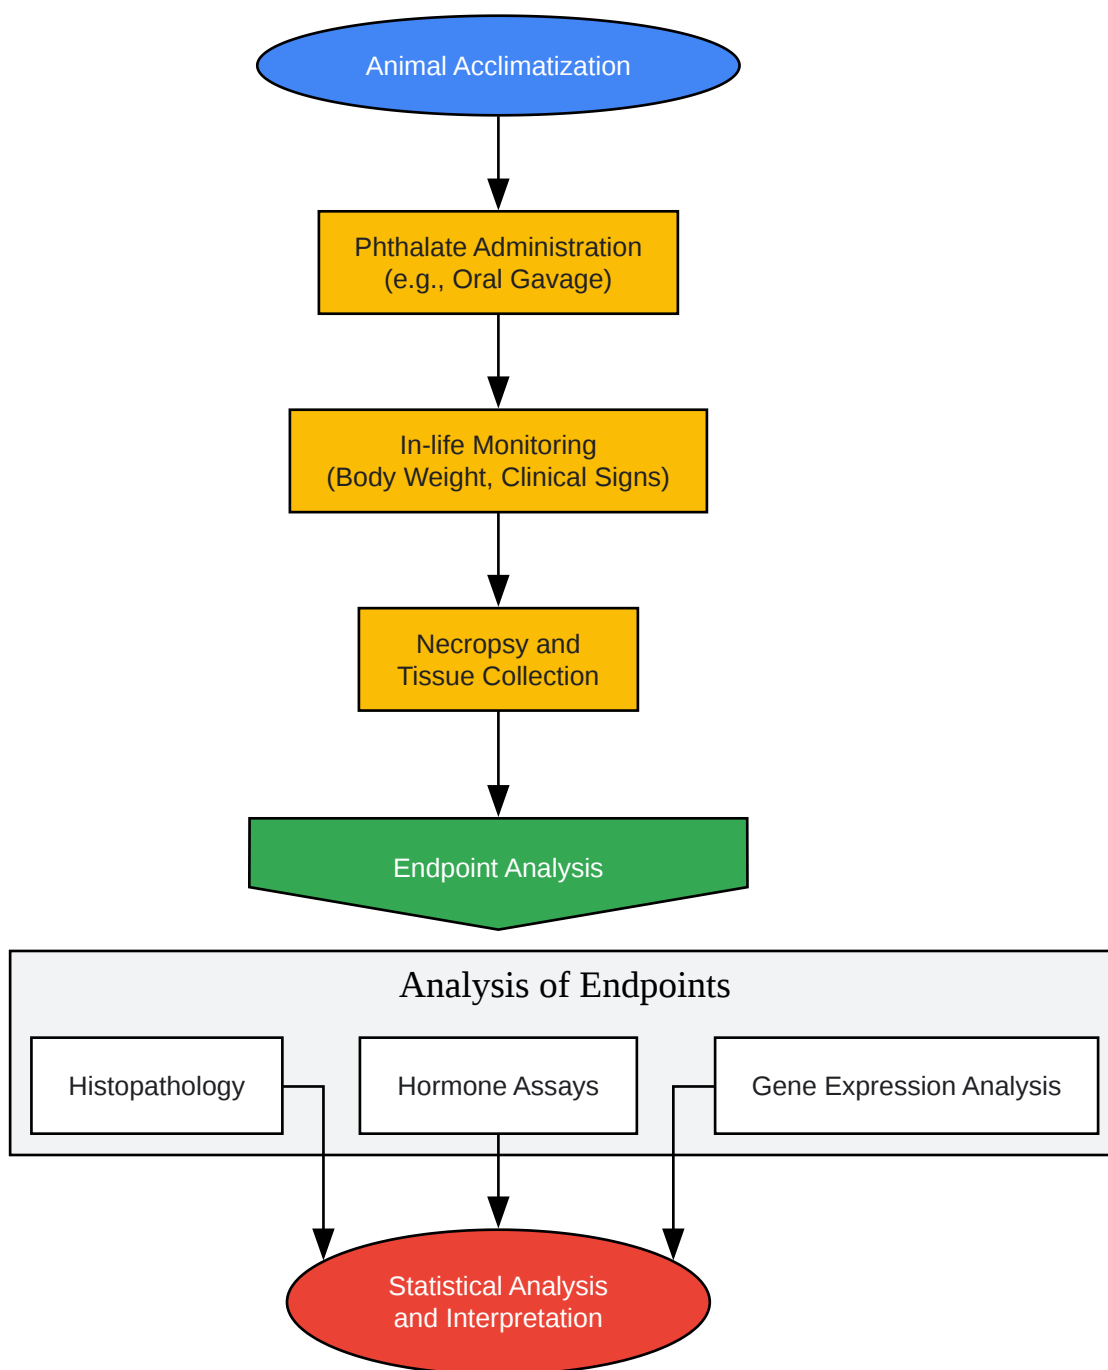 Animal Acclimatization
Phthalate Administration
(e.g., Oral Gavage)
In-life Monitoring
(Body Weight, Clinical Signs)
Necropsy and
Tissue Collection
Endpoint Analysis
Analysis of Endpoints
Histopathology
Hormone Assays
Gene Expression Analysis
Statistical Analysis
and Interpretation